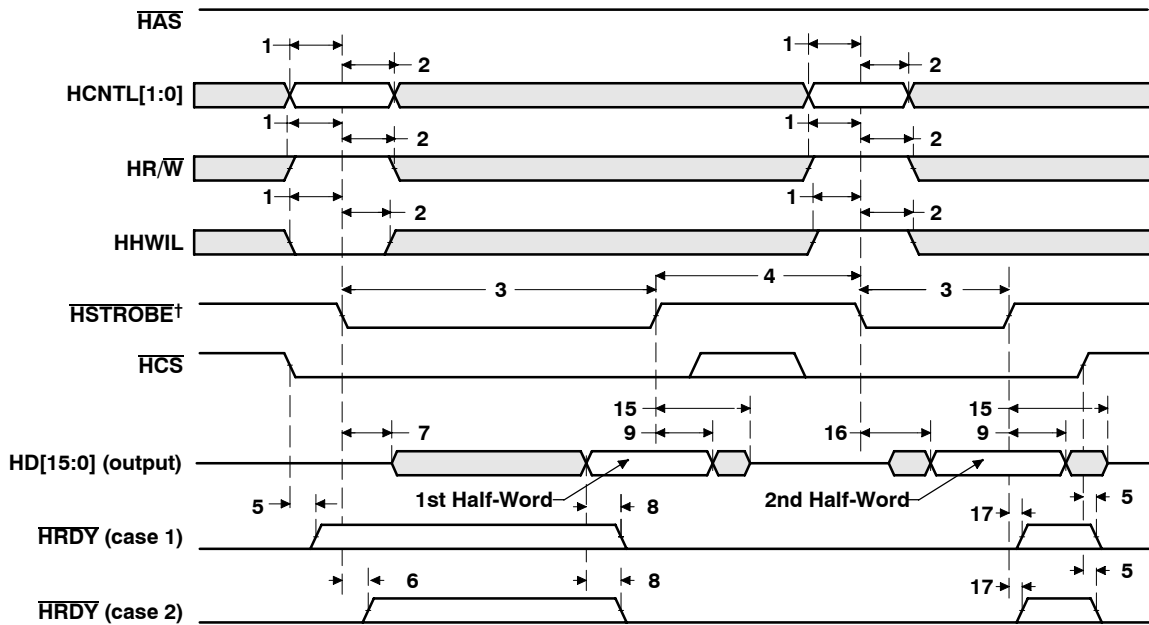 HAS
1 1
2 2
HCNTL[1:0]
1 1
2 2
HR/W
1 1
2 2
HHWIL
3 4 3
HSTROBE†
HCS
15 15
7 9 16 9
HD[15:0] (output)
1st Half-Word 2nd Half-Word
5 8 17 5
HRDY (case 1)
6 8 17 5
HRDY (case 2)